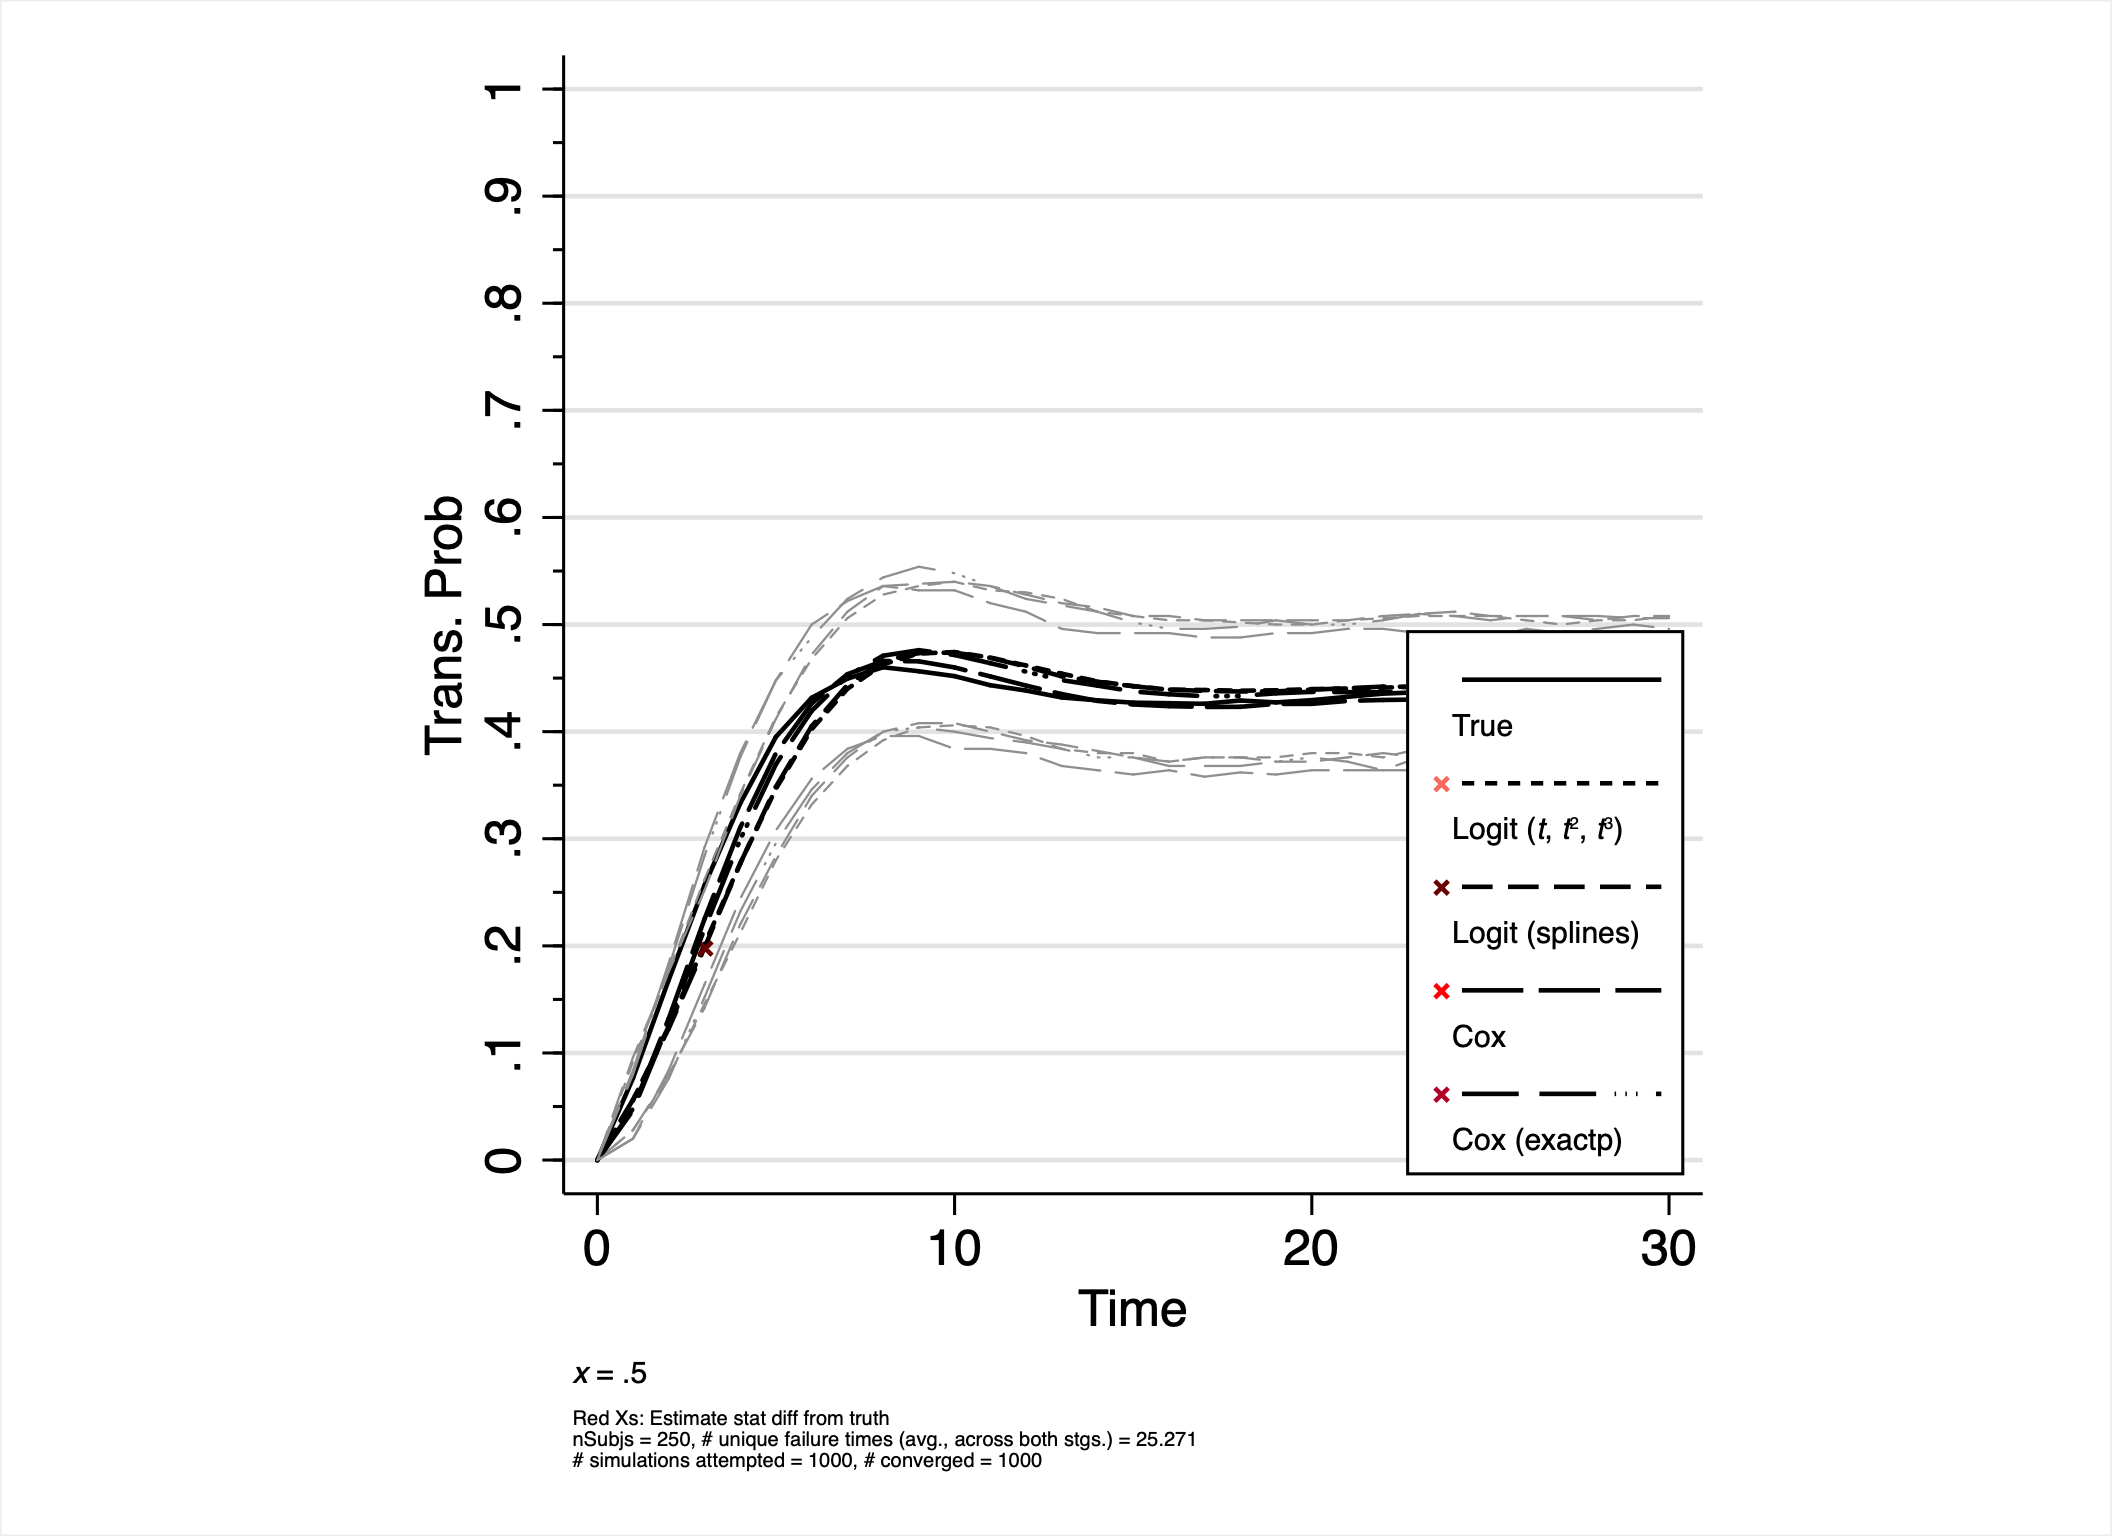 1
.9
.8
.7
.6
.5
.4
.3
.2
.1
0
Trans. Prob
True
Logit (t, t², t³)
Logit (splines)
Cox
Cox (exactp)
0 10 20 30
Time
x = .5
Red Xs: Estimate stat diff from truth
nSubjs = 250, # unique failure times (avg., across both stgs.) = 25.271
# simulations attempted = 1000, # converged = 1000